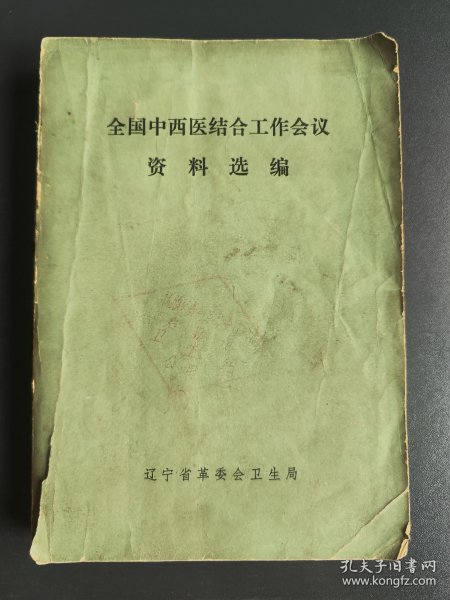 全国中西医结合工作会议
资料选编
辽宁省革委会卫生局
孔夫子旧书网
www.kongfz.com